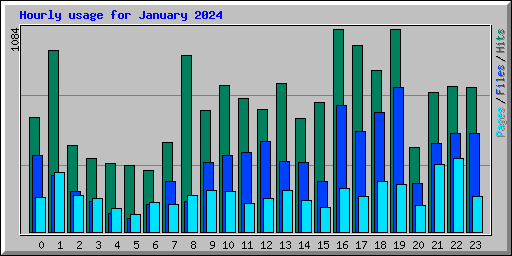 Hourly usage for January 2024
1084
Pages / Files / Hits
0 1 2 3 4 5 6 7 8 9 10 11 12 13 14 15 16 17 18 19 20 21 22 23